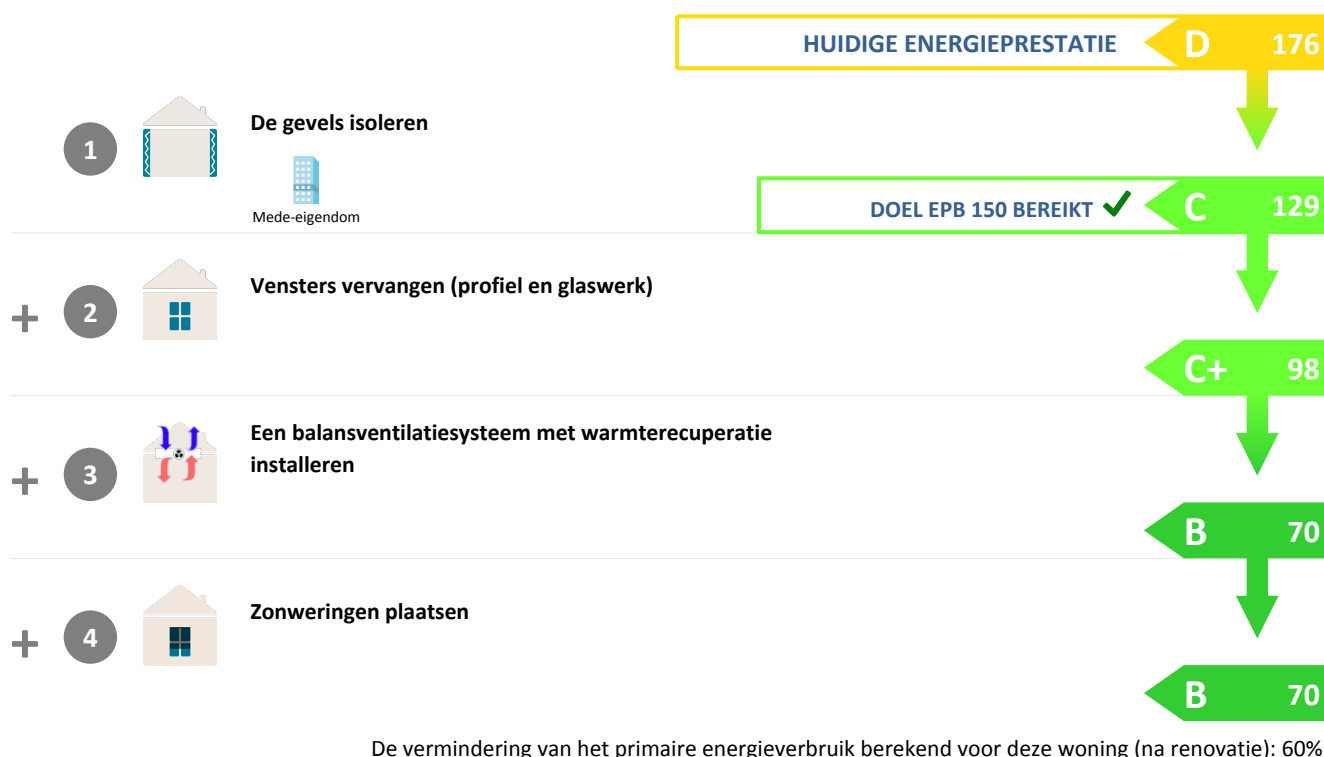 HUIDIGE ENERGIEPRESTATIE D 176
1 De gevels isoleren
Mede-eigendom
DOEL EPB 150 BEREIKT C 129
+ 2 Vensters vervangen (profiel en glaswerk)
C+ 98
+ 3 Een balansventilatiesysteem met warmterecuperatie
installeren
B 70
+ 4 Zonweringen plaatsen
B 70
De vermindering van het primaire energieverbruik berekend voor deze woning (na renovatie): 60%